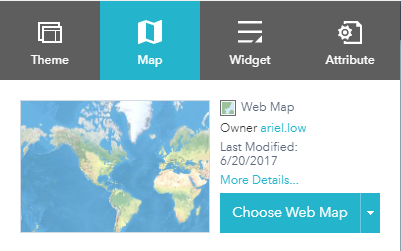 Theme Map Widget Attribute
Web Map
Owner ariel.low
Last Modified:
6/20/2017
More Details...
Choose Web Map